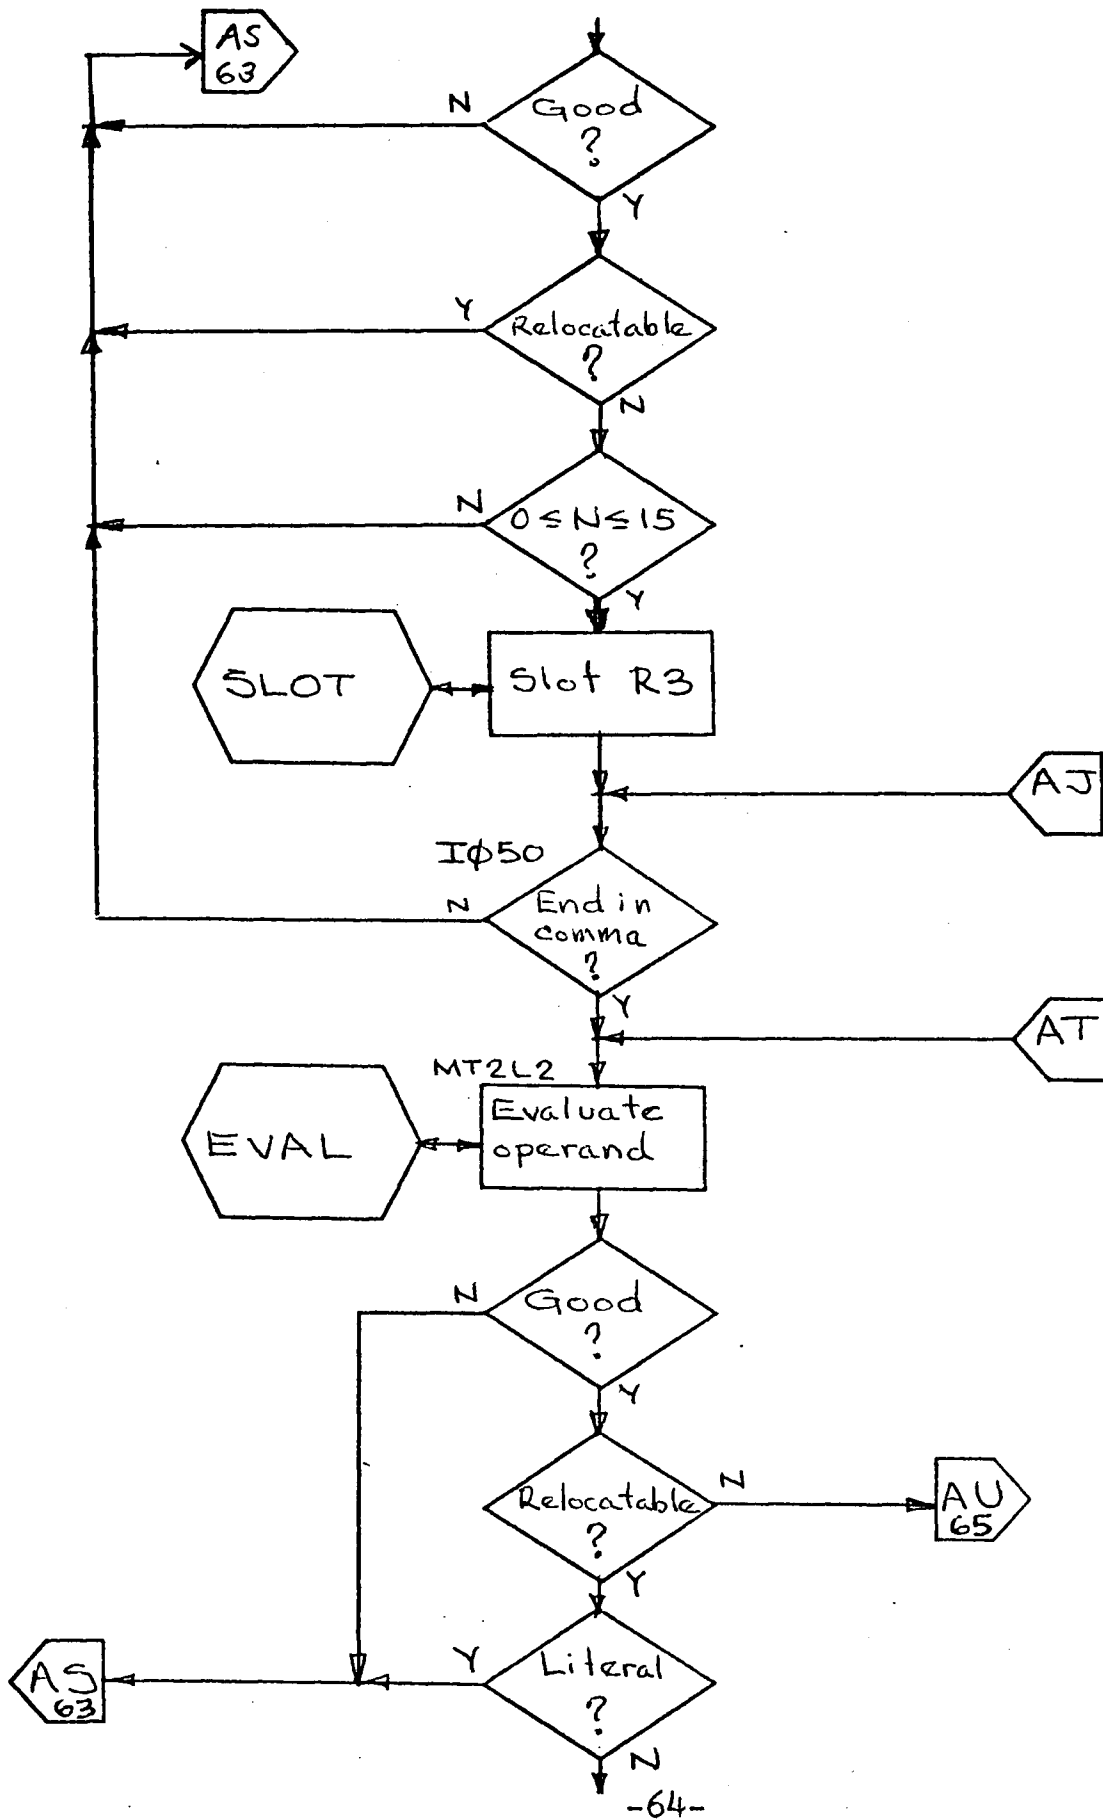 AS
63
Good
?
N
Y
Relocatable
?
Y
N
0 ≤ N ≤ 15
?
N
Y
SLOT
Slot R3
AJ
IØ50
End in
comma
?
N
Y
AT
MT2L2
EVAL
Evaluate
operand
Good
?
N
Y
Relocatable
?
N
AU
65
Y
Literal
?
Y
AS
63
N
-64-